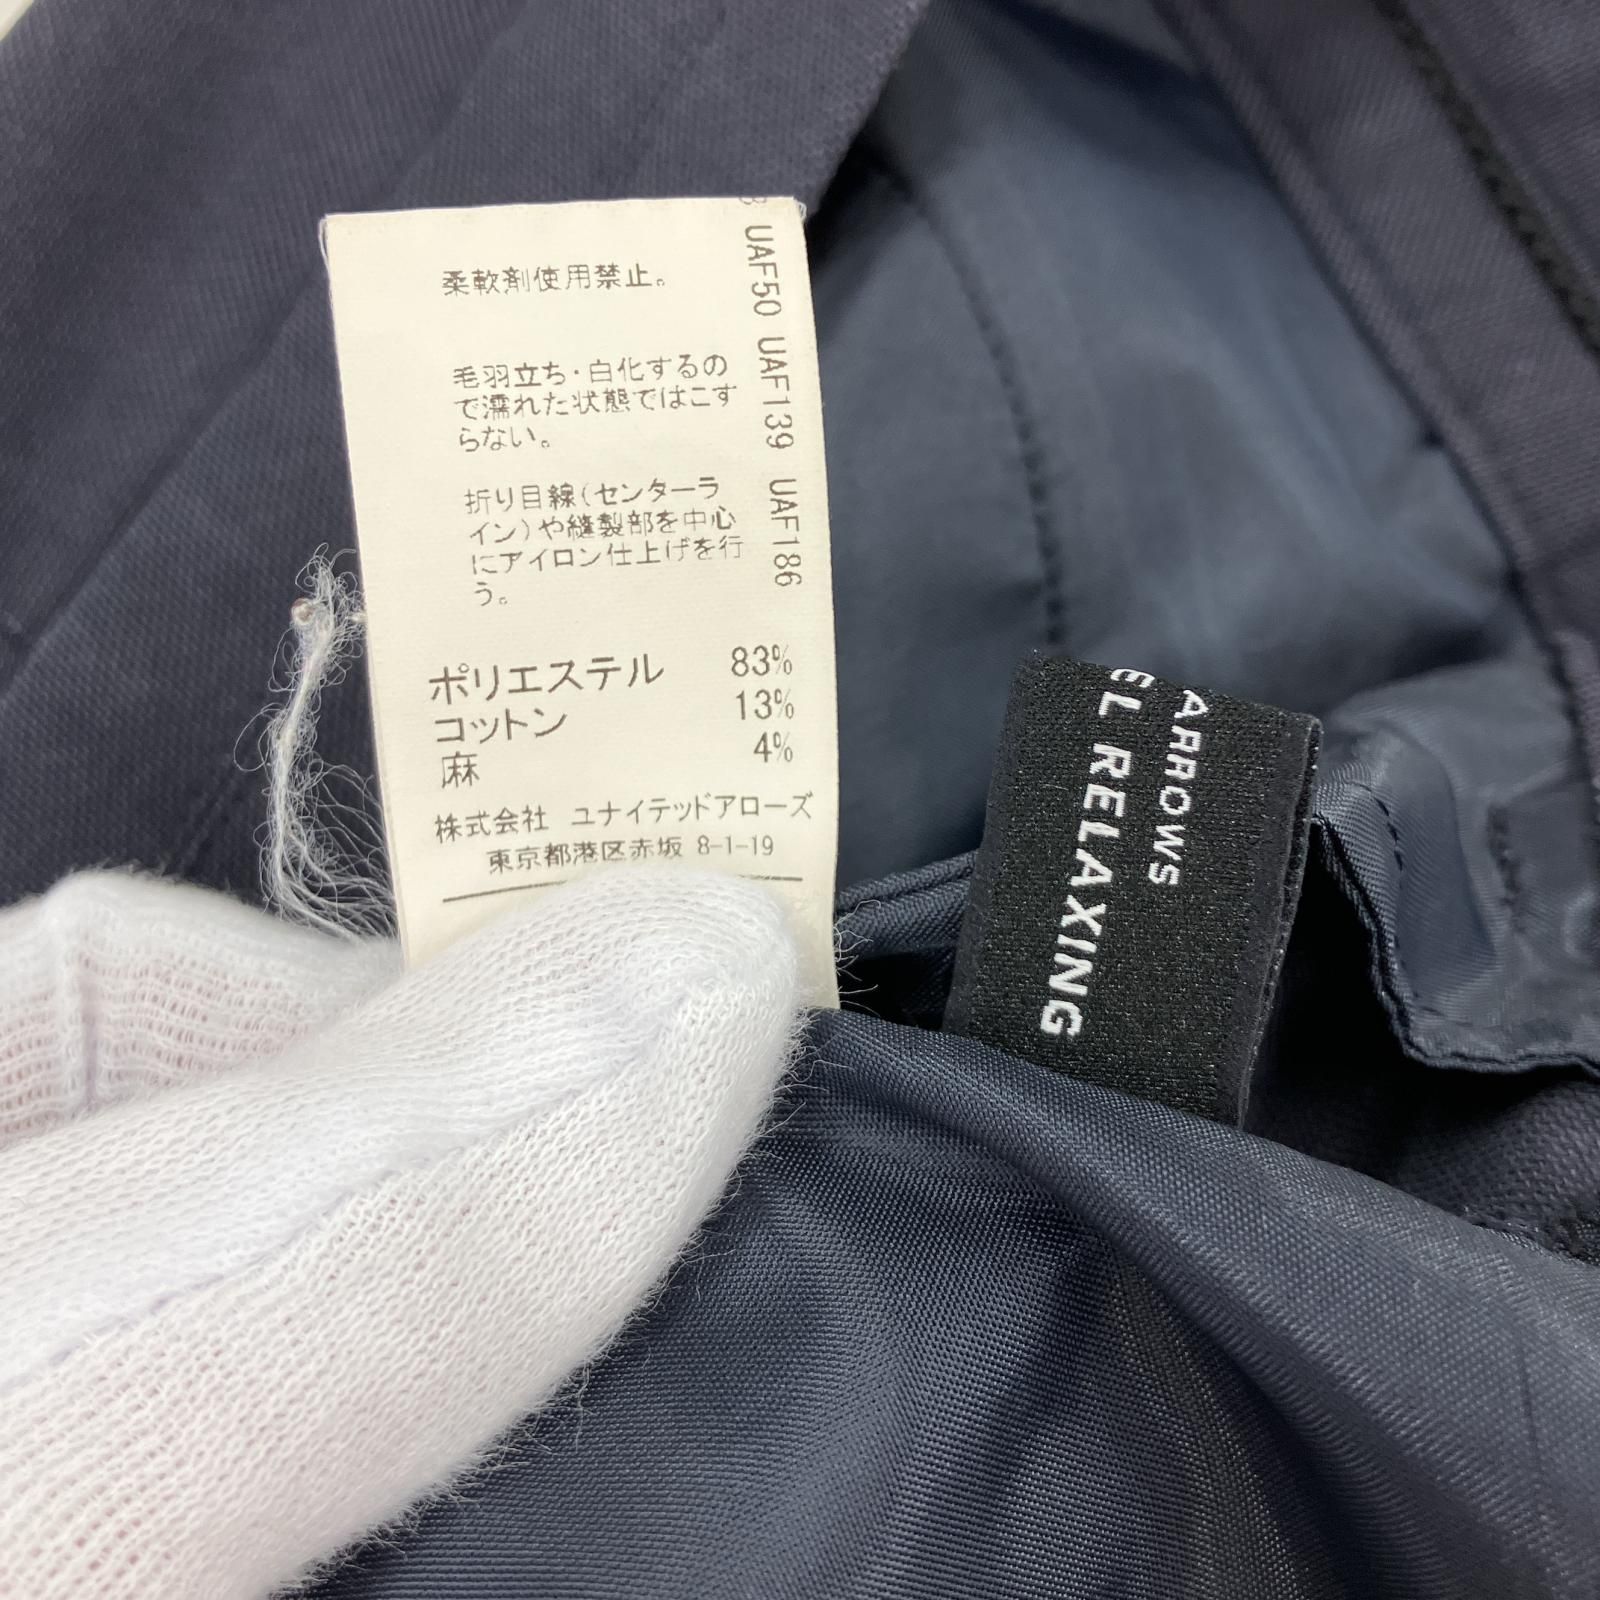 柔軟剤使用禁止。
毛羽立ち・白化するの
で濡れた状態ではこす
らない。
折り目線(センターラ
イン)や縫製部を中心
にアイロン仕上げを行
う。
ポリエステル 83%
コットン 13%
麻 4%
株式会社 ユナイテッドアローズ
東京都港区赤坂 8-1-19
UAF50 UAF139 UAF186
ARROWS
EL RELAXING